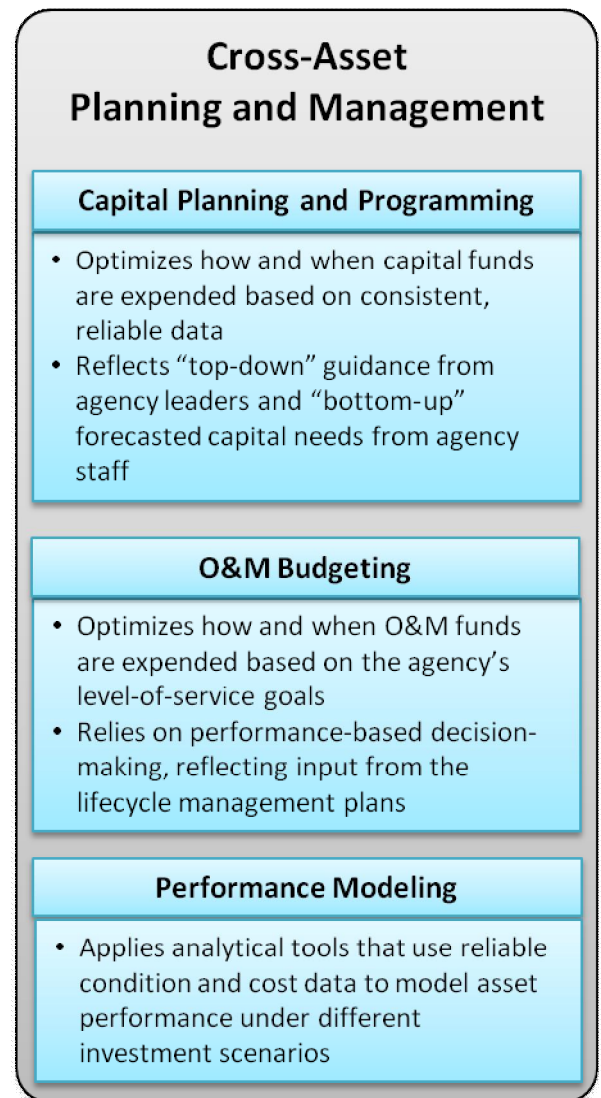 Cross-Asset
Planning and Management
Capital Planning and Programming
• Optimizes how and when capital funds
are expended based on consistent,
reliable data
• Reflects “top-down” guidance from
agency leaders and “bottom-up”
forecasted capital needs from agency
staff
O&M Budgeting
• Optimizes how and when O&M funds
are expended based on the agency’s
level-of-service goals
• Relies on performance-based decision-
making, reflecting input from the
lifecycle management plans
Performance Modeling
• Applies analytical tools that use reliable
condition and cost data to model asset
performance under different
investment scenarios